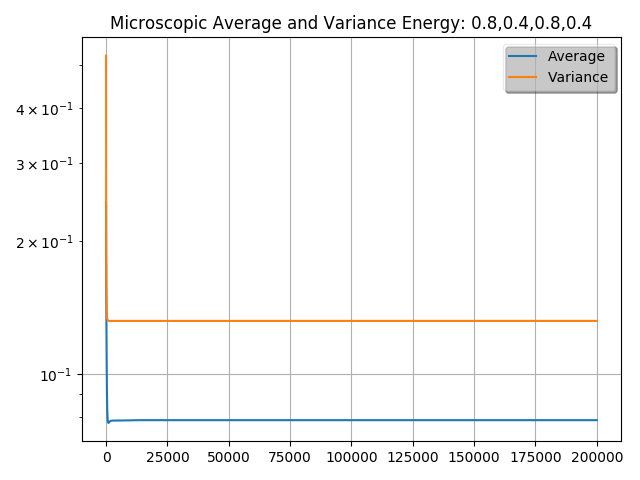 Microscopic Average and Variance Energy: 0.8,0.4,0.8,0.4
Average
Variance
4 × 10⁻¹
3 × 10⁻¹
2 × 10⁻¹
10⁻¹
0 25000 50000 75000 100000 125000 150000 175000 200000